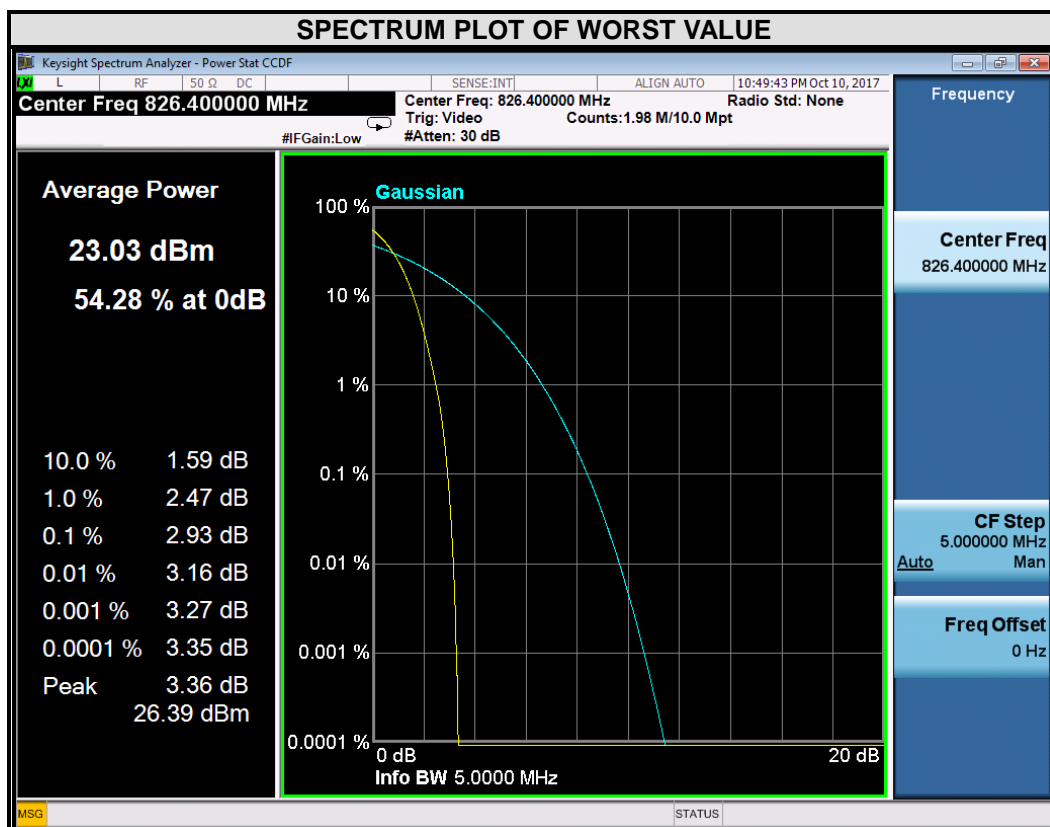 SPECTRUM PLOT OF WORST VALUE
Keysight Spectrum Analyzer - Power Stat CCDF
LXI L RF 50 Ω DC SENSE:INT ALIGN AUTO 10:49:43 PM Oct 10, 2017
Center Freq 826.400000 MHz
#IFGain:Low
Center Freq: 826.400000 MHz Radio Std: None
Trig: Video Counts:1.98 M/10.0 Mpt
#Atten: 30 dB
Average Power
23.03 dBm
54.28 % at 0dB
10.0 % 1.59 dB
1.0 % 2.47 dB
0.1 % 2.93 dB
0.01 % 3.16 dB
0.001 % 3.27 dB
0.0001 % 3.35 dB
Peak 3.36 dB
26.39 dBm
Gaussian
100 %
10 %
1 %
0.1 %
0.01 %
0.001 %
0.0001 %
0 dB 20 dB
Info BW 5.0000 MHz
Frequency
Center Freq
826.400000 MHz
CF Step
5.000000 MHz
Auto Man
Freq Offset
0 Hz
MSG STATUS